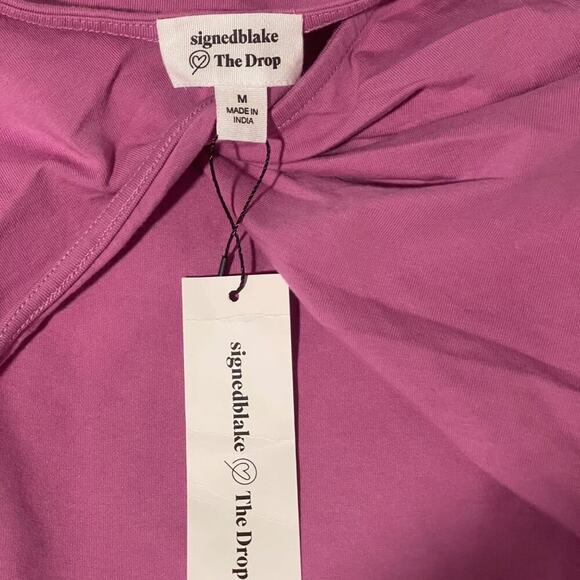 signedblake
The Drop
M
MADE IN
INDIA
signedblake The Drop